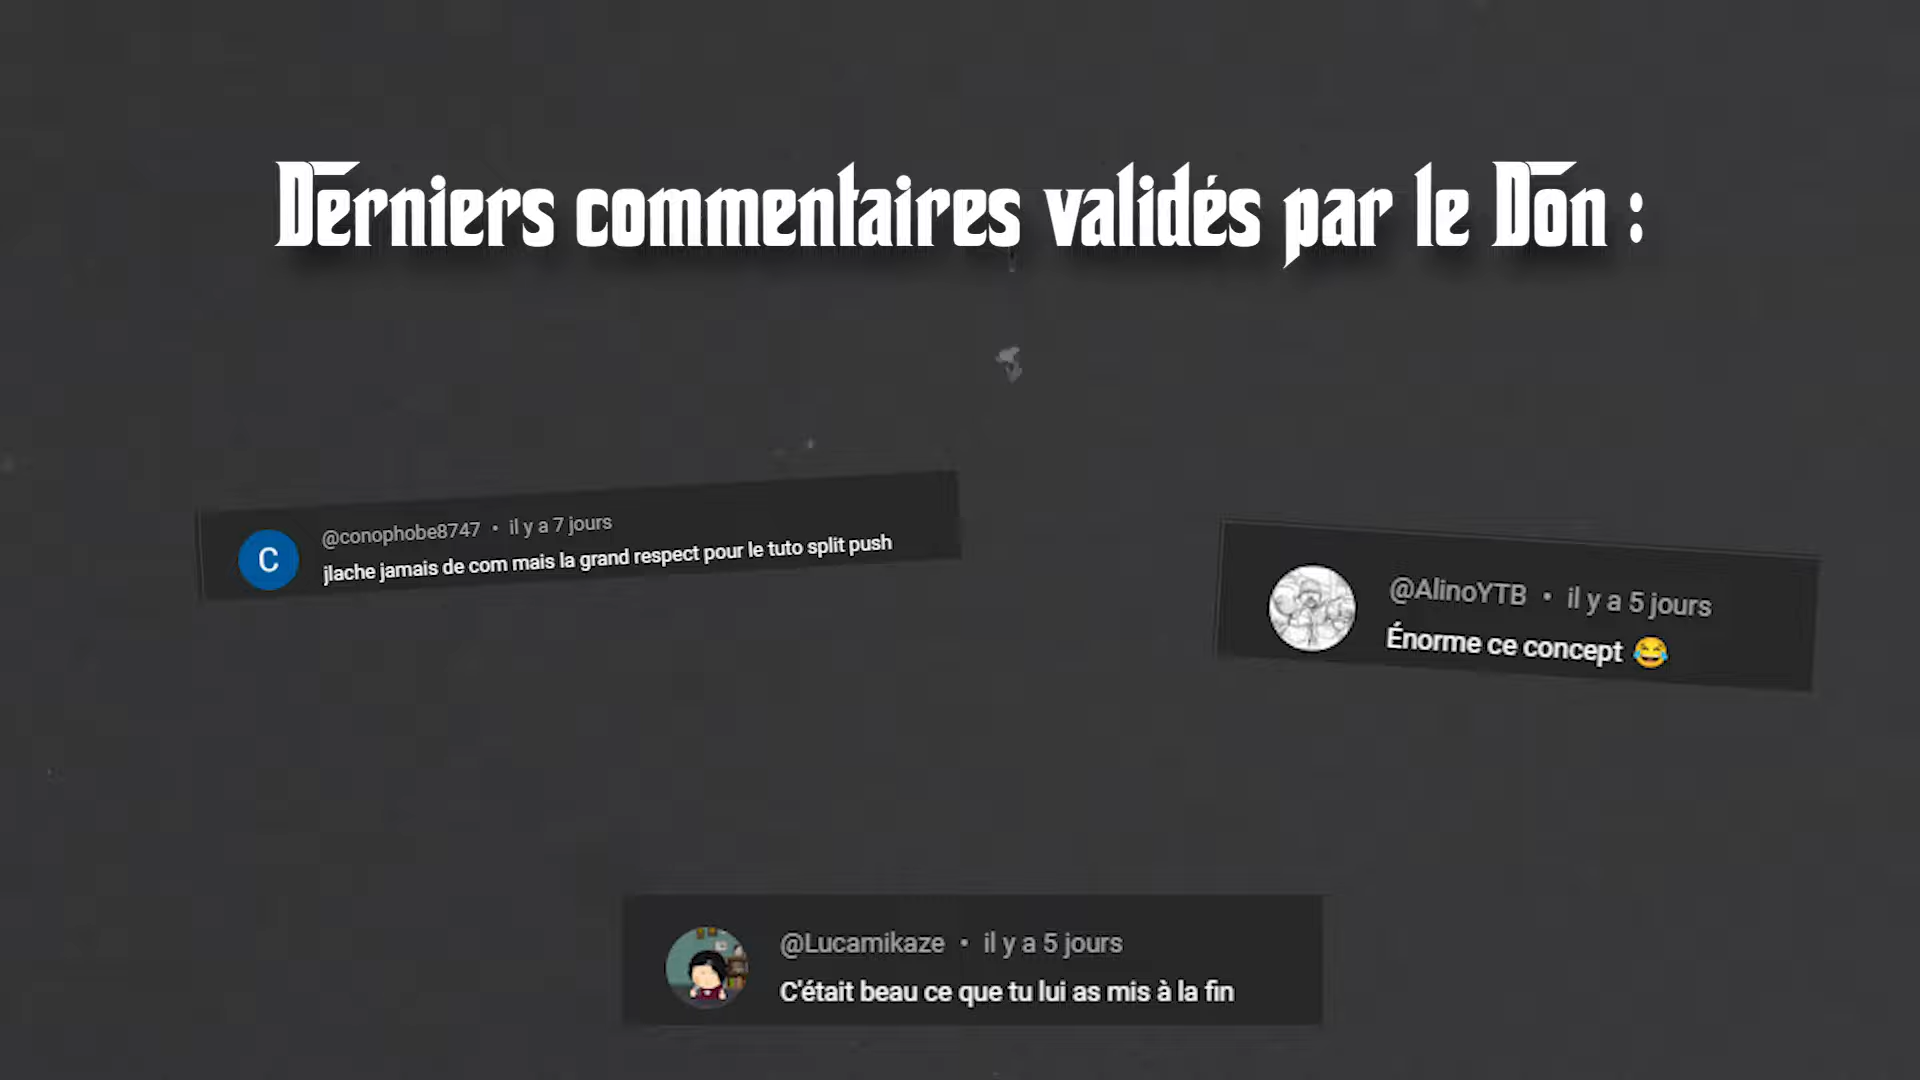 Derniers commentaires validés par le Don :
C
@conophobe8747 • il y a 7 jours
jlache jamais de com mais la grand respect pour le tuto split push
@AlinoYTB • il y a 5 jours
Énorme ce concept 😂
@Lucamikaze • il y a 5 jours
C'était beau ce que tu lui as mis à la fin